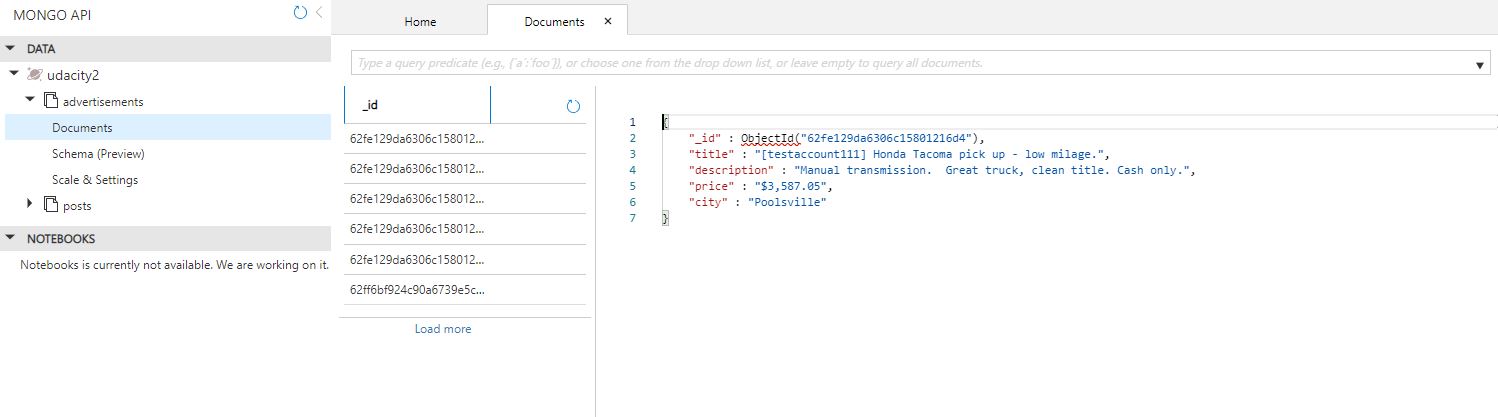 MONGO API
DATA
udacity2
advertisements
Documents
Schema (Preview)
Scale & Settings
posts
NOTEBOOKS
Notebooks is currently not available. We are working on it.
Home
Documents ×
Type a query predicate (e.g., {´a´:´foo´}), or choose one from the drop down list, or leave empty to query all documents.
_id
62fe129da6306c158012...
62fe129da6306c158012...
62fe129da6306c158012...
62fe129da6306c158012...
62fe129da6306c158012...
62ff6bf924c90a6739e5c...
Load more
1 {
2 "_id" : ObjectId("62fe129da6306c15801216d4"),
3 "title" : "[testaccount111] Honda Tacoma pick up - low milage.",
4 "description" : "Manual transmission.  Great truck, clean title. Cash only.",
5 "price" : "$3,587.05",
6 "city" : "Poolsville"
7 }